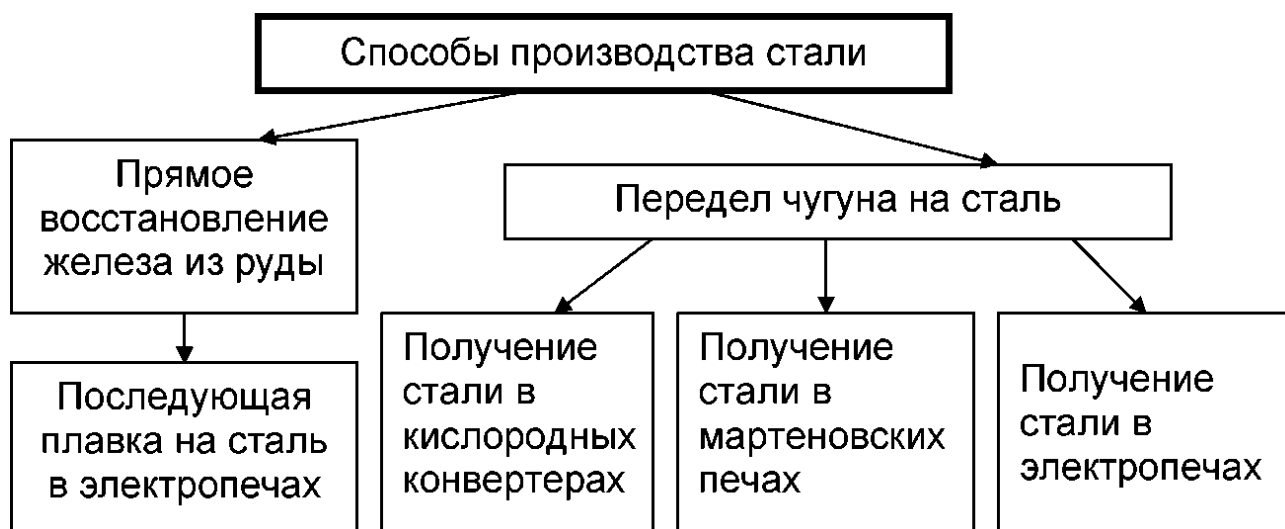 Способы производства стали
Прямое
восстановление
железа из руды
Передел чугуна на сталь
Последующая
плавка на сталь
в электропечах
Получение
стали в
кислородных
конвертерах
Получение
стали в
мартеновских
печах
Получение
стали в
электропечах